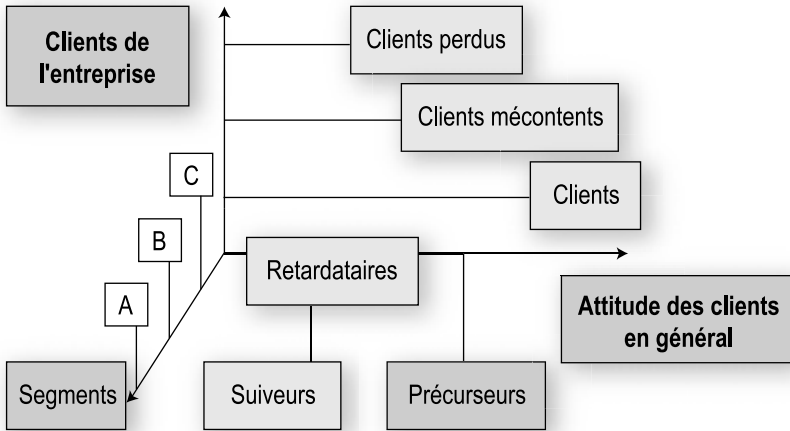 Clients de
l'entreprise
Clients perdus
Clients mécontents
Clients
C
B
A
Retardataires
Attitude des clients
en général
Segments
Suiveurs
Précurseurs